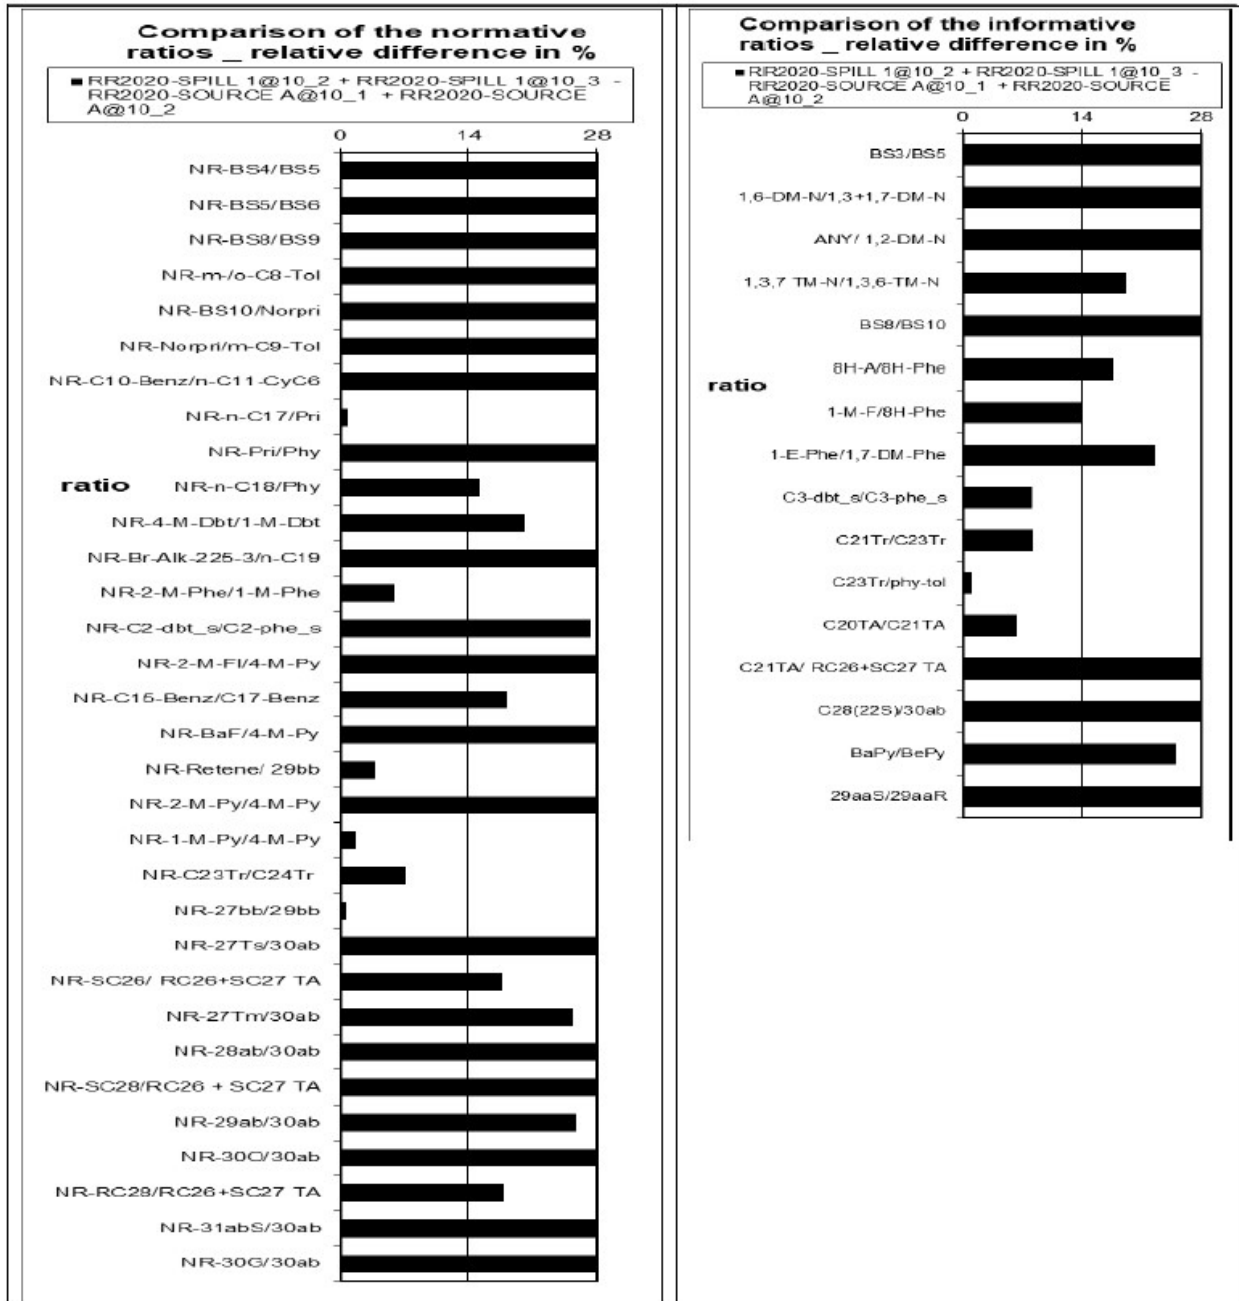 Comparison of the normative
ratios _ relative difference in %
RR2020-SPILL 1@10_2 + RR2020-SPILL 1@10_3 -
RR2020-SOURCE A@10_1 + RR2020-SOURCE
A@10_2
0 14 28
NR-BS4/BS5
NR-BS5/BS6
NR-BS8/BS9
NR-m-/o-C8-Tol
NR-BS10/Norpri
NR-Norpri/m-C9-Tol
NR-C10-Benz/n-C11-CyC6
NR-n-C17/Pri
NR-Pri/Phy
ratio
NR-n-C18/Phy
NR-4-M-Dbt/1-M-Dbt
NR-Br-Alk-225-3/n-C19
NR-2-M-Phe/1-M-Phe
NR-C2-dbt_s/C2-phe_s
NR-2-M-Fl/4-M-Py
NR-C15-Benz/C17-Benz
NR-BaF/4-M-Py
NR-Retene/ 29bb
NR-2-M-Py/4-M-Py
NR-1-M-Py/4-M-Py
NR-C23Tr/C24Tr
NR-27bb/29bb
NR-27Ts/30ab
NR-SC26/ RC26+SC27 TA
NR-27Tm/30ab
NR-28ab/30ab
NR-SC28/RC26 + SC27 TA
NR-29ab/30ab
NR-30O/30ab
NR-RC28/RC26+SC27 TA
NR-31abS/30ab
NR-30G/30ab
Comparison of the informative
ratios _ relative difference in %
RR2020-SPILL 1@10_2 + RR2020-SPILL 1@10_3 -
RR2020-SOURCE A@10_1 + RR2020-SOURCE
A@10_2
0 14 28
BS3/BS5
1,6-DM-N/1,3+1,7-DM-N
ANY/ 1,2-DM-N
1,3,7 TM-N/1,3,6-TM-N
BS8/BS10
ratio
8H-A/8H-Phe
1-M-F/8H-Phe
1-E-Phe/1,7-DM-Phe
C3-dbt_s/C3-phe_s
C21Tr/C23Tr
C23Tr/phy-tol
C20TA/C21TA
C21TA/ RC26+SC27 TA
C28(22S)/30ab
BaPy/BePy
29aaS/29aaR